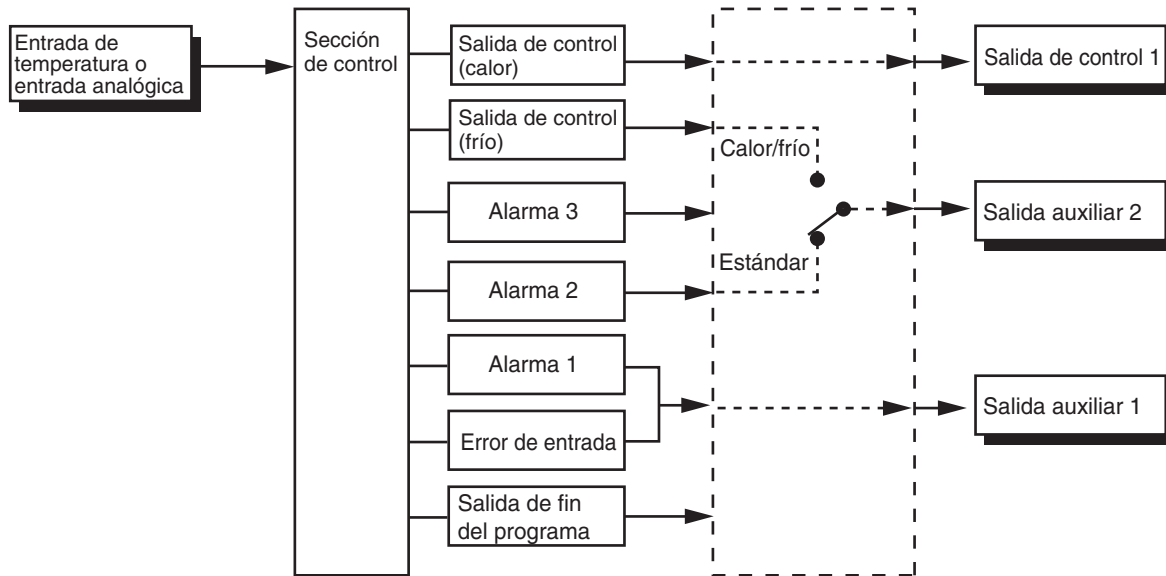 Entrada de
temperatura o
entrada analógica
Sección
de control
Salida de control
(calor)
Salida de control
(frío)
Alarma 3
Alarma 2
Alarma 1
Error de entrada
Salida de fin
del programa
Calor/frío
Estándar
Salida de control 1
Salida auxiliar 2
Salida auxiliar 1